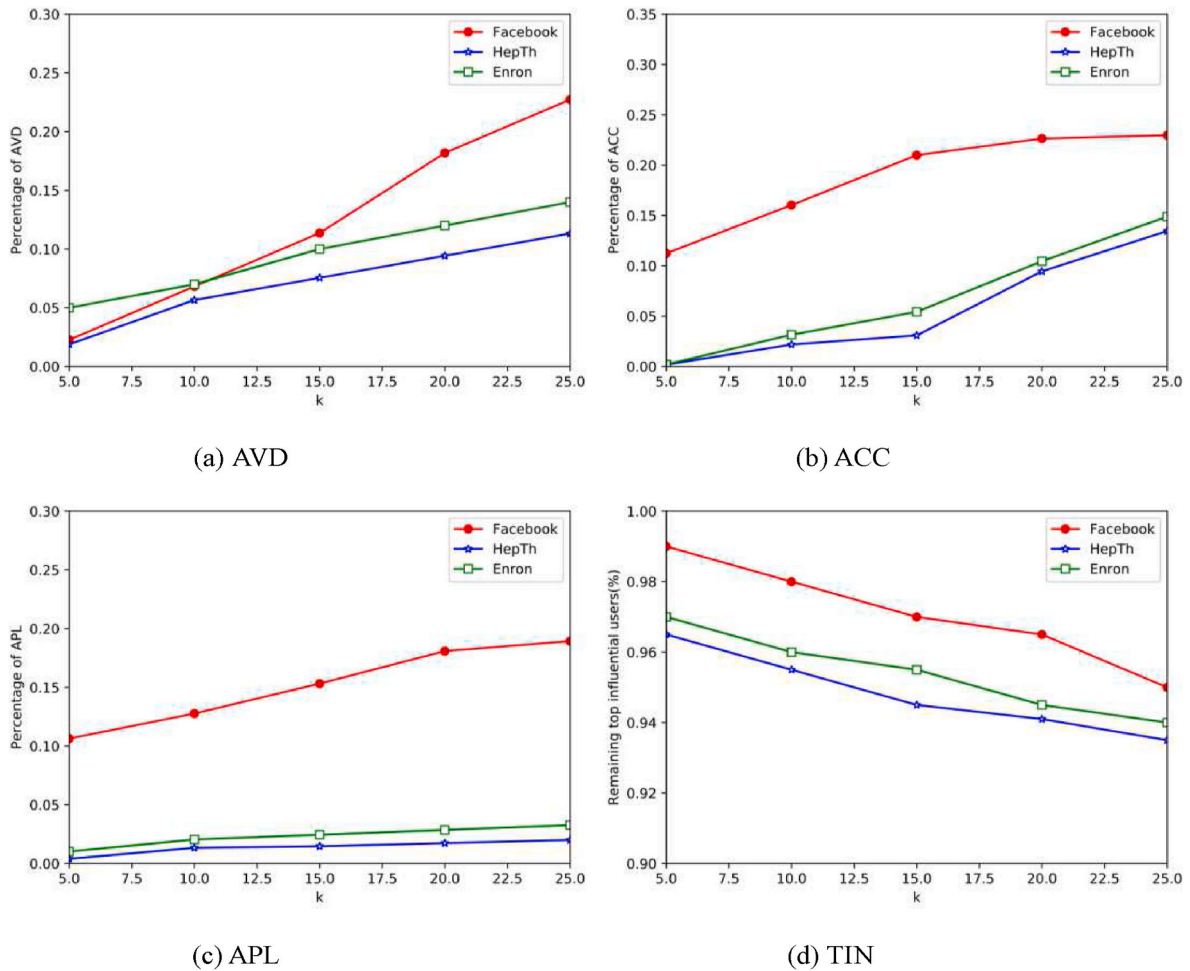 0.30
0.25
0.20
0.15
0.10
0.05
0.00
Percentage of AVD
Facebook
HepTh
Enron
5.0 7.5 10.0 12.5 15.0 17.5 20.0 22.5 25.0
k
(a) AVD
0.35
0.30
0.25
0.20
0.15
0.10
0.05
0.00
Percentage of ACC
Facebook
HepTh
Enron
5.0 7.5 10.0 12.5 15.0 17.5 20.0 22.5 25.0
k
(b) ACC
0.30
0.25
0.20
0.15
0.10
0.05
0.00
Percentage of APL
Facebook
HepTh
Enron
5.0 7.5 10.0 12.5 15.0 17.5 20.0 22.5 25.0
k
(c) APL
1.00
0.98
0.96
0.94
0.92
0.90
Remaining top influential users(%)
Facebook
HepTh
Enron
5.0 7.5 10.0 12.5 15.0 17.5 20.0 22.5 25.0
k
(d) TIN